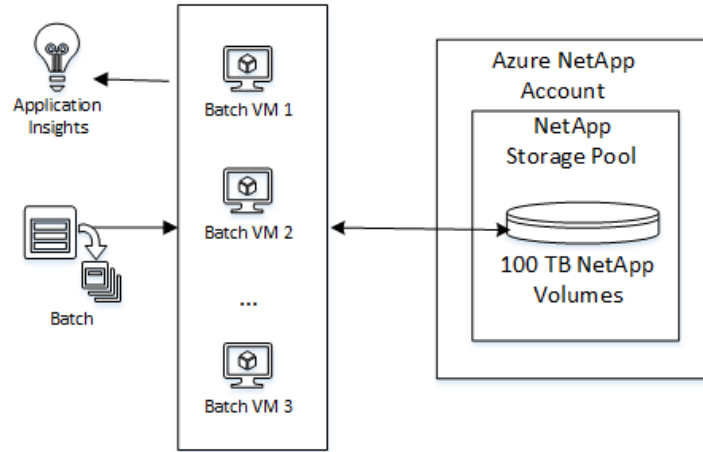 Application
Insights
Batch
Batch VM 1
Batch VM 2
...
Batch VM 3
Azure NetApp
Account
NetApp
Storage Pool
100 TB NetApp
Volumes